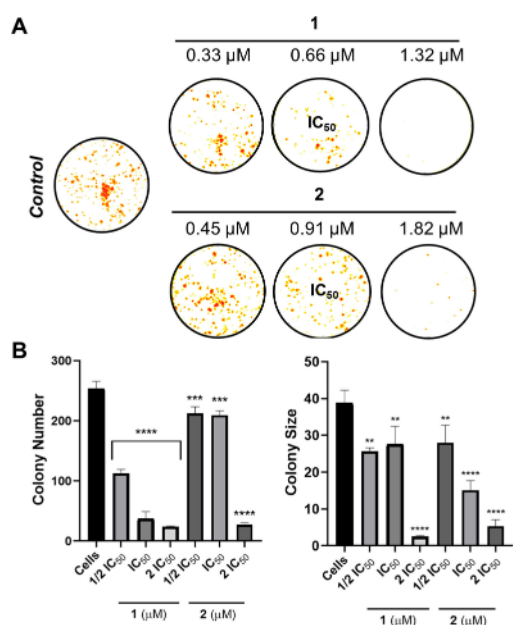 A
1
0.33 µM 0.66 µM 1.32 µM
IC50
Control
2
0.45 µM 0.91 µM 1.82 µM
IC50
B
Colony Number
300
200
100
0
****
*** ***
****
Cells 1/2 IC50 IC50 2 IC50 1/2 IC50 IC50 2 IC50
1 (µM) 2 (µM)
Colony Size
50
40
30
20
10
0
** ** **** ** **** ****
Cells 1/2 IC50 IC50 2 IC50 1/2 IC50 IC50 2 IC50
1 (µM) 2 (µM)